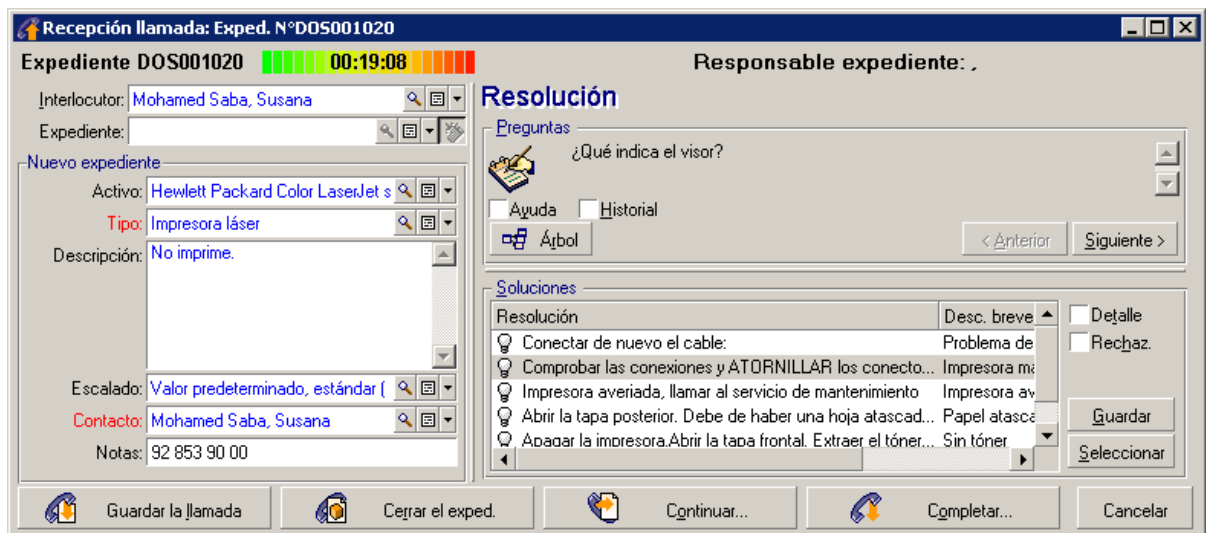 Recepción llamada: Exped. N°DOS001020
Expediente DOS001020 00:19:08 Responsable expediente: ,
Interlocutor: Mohamed Saba, Susana
Expediente:
Nuevo expediente
Activo: Hewlett Packard Color LaserJet s
Tipo: Impresora láser
Descripción: No imprime.
Escalado: Valor predeterminado, estándar (
Contacto: Mohamed Saba, Susana
Notas: 92 853 90 00
Resolución
Preguntas
¿Qué indica el visor?
Ayuda Historial
Árbol < Anterior Siguiente >
Soluciones
Resolución Desc. breve
Conectar de nuevo el cable: Problema de
Comprobar las conexiones y ATORNILLAR los conecto... Impresora ma
Impresora averiada, llamar al servicio de mantenimiento Impresora av
Abrir la tapa posterior. Debe de haber una hoja atascad... Papel atasca
Apagar la impresora.Abrir la tapa frontal. Extraer el tóner... Sin tóner
Detalle
Rechaz.
Guardar
Seleccionar
Guardar la llamada Cerrar el exped. Continuar... Completar... Cancelar